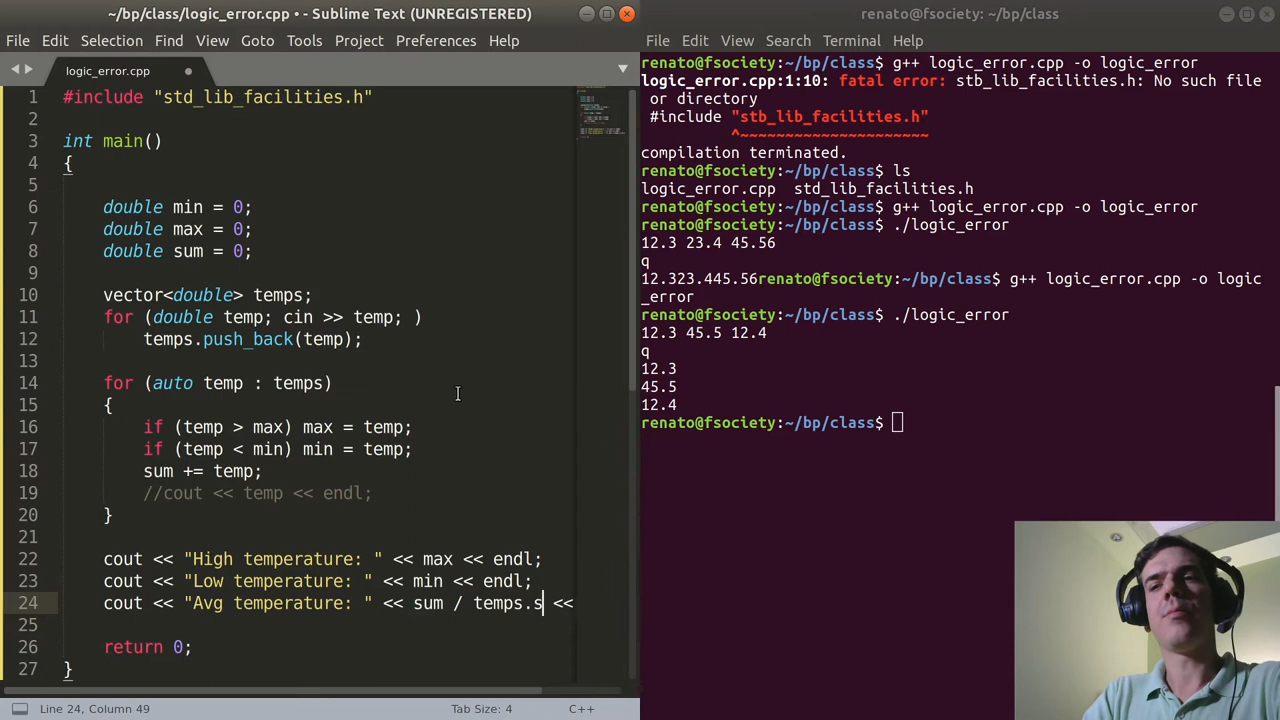 ~/bp/class/logic_error.cpp • - Sublime Text (UNREGISTERED)
File Edit Selection Find View Goto Tools Project Preferences Help
logic_error.cpp
1 #include "std_lib_facilities.h"
2
3 int main()
4 {
5
6 double min = 0;
7 double max = 0;
8 double sum = 0;
9
10 vector<double> temps;
11 for (double temp; cin >> temp; )
12 temps.push_back(temp);
13
14 for (auto temp : temps)
15 {
16 if (temp > max) max = temp;
17 if (temp < min) min = temp;
18 sum += temp;
19 //cout << temp << endl;
20 }
21
22 cout << "High temperature: " << max << endl;
23 cout << "Low temperature: " << min << endl;
24 cout << "Avg temperature: " << sum / temps.s <<
25
26 return 0;
27 }
Line 24, Column 49 Tab Size: 4 C++
renato@fsociety: ~/bp/class
File Edit View Search Terminal Help
renato@fsociety:~/bp/class$ g++ logic_error.cpp -o logic_error
logic_error.cpp:1:10: fatal error: stb_lib_facilities.h: No such file
or directory
#include "stb_lib_facilities.h"
^~~~~~~~~~~~~~~~~~~~~~
compilation terminated.
renato@fsociety:~/bp/class$ ls
logic_error.cpp std_lib_facilities.h
renato@fsociety:~/bp/class$ g++ logic_error.cpp -o logic_error
renato@fsociety:~/bp/class$ ./logic_error
12.3 23.4 45.56
q
12.323.445.56renato@fsociety:~/bp/class$ g++ logic_error.cpp -o logic
_error
renato@fsociety:~/bp/class$ ./logic_error
12.3 45.5 12.4
q
12.3
45.5
12.4
renato@fsociety:~/bp/class$